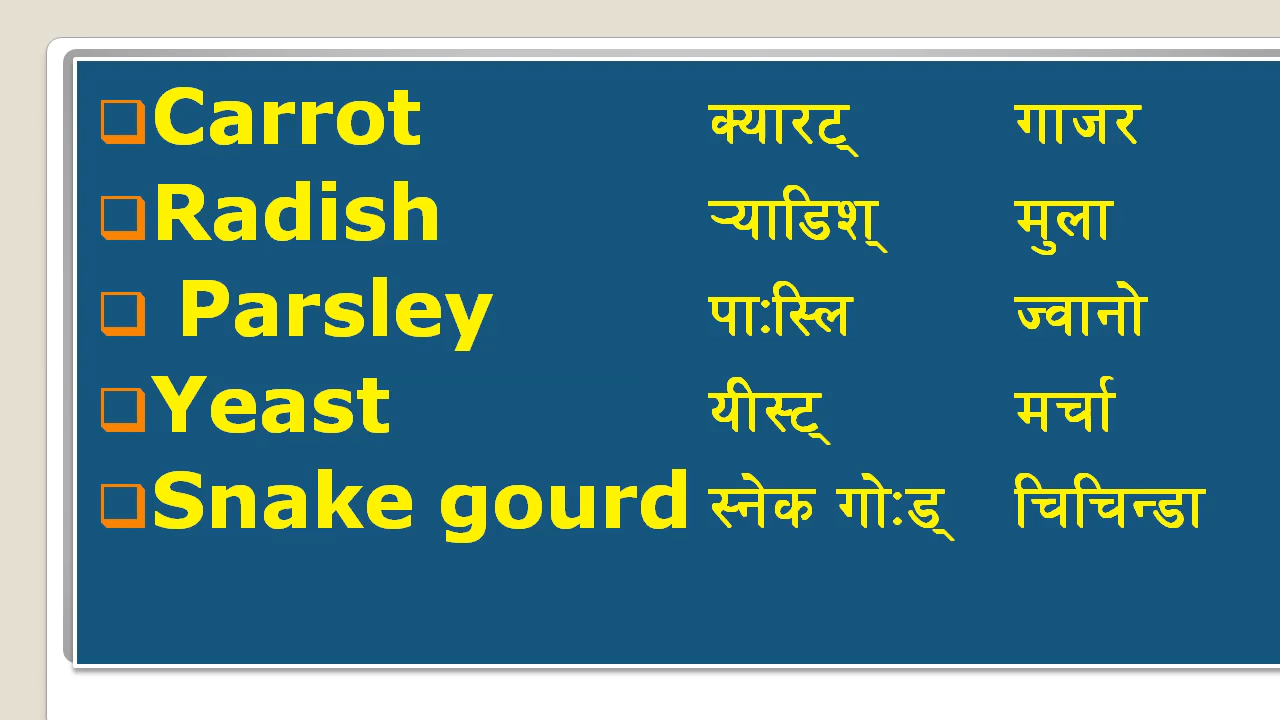 Carrot क्यारट् गाजर
Radish ऱ्याडिश् मुला
Parsley पाःस्लि ज्वानो
Yeast यीस्ट् मर्चा
Snake gourd स्नेक गोःड् चिचिन्डा